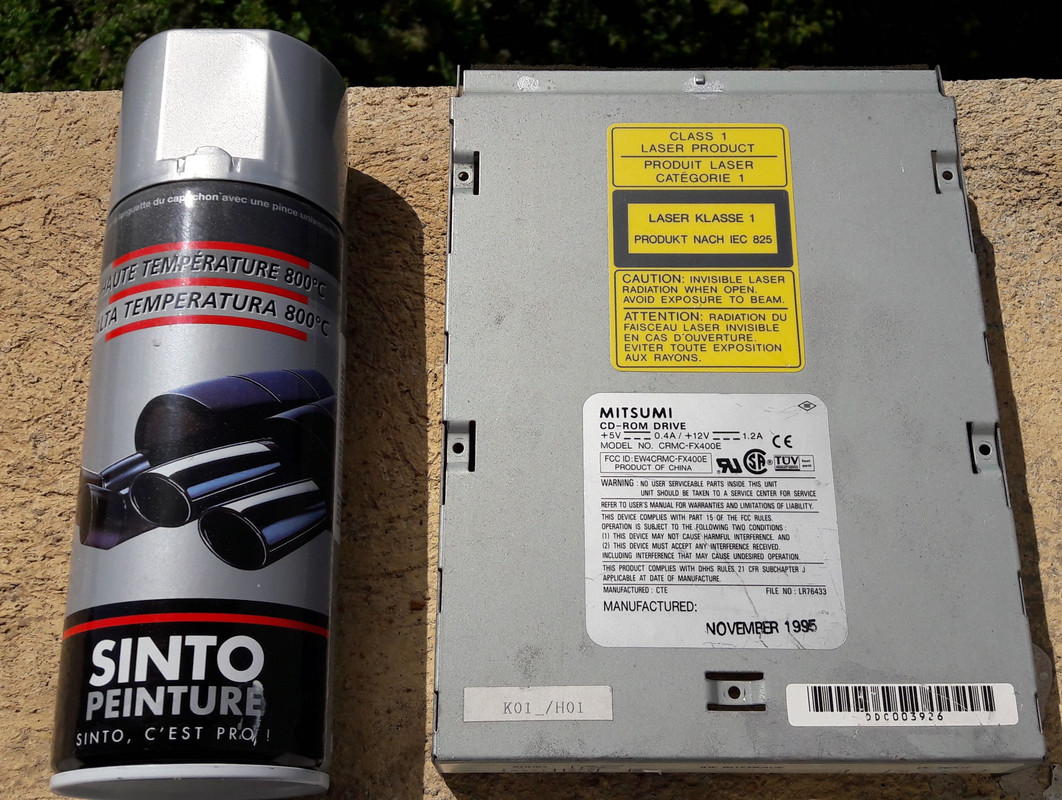 languette du capuchon avec une pince
HAUTE TEMPÉRATURE 800°C
ALTA TEMPERATURA 800°C
SINTO
PEINTURE
SINTO, C'EST PRO !
CLASS 1
LASER PRODUCT
PRODUIT LASER
CATÉGORIE 1
LASER KLASSE 1
PRODUKT NACH IEC 825
CAUTION: INVISIBLE LASER
RADIATION WHEN OPEN.
AVOID EXPOSURE TO BEAM.
ATTENTION: RADIATION DU
FAISCEAU LASER INVISIBLE
EN CAS D'OUVERTURE.
EVITER TOUTE EXPOSITION
AUX RAYONS.
MITSUMI
CD-ROM DRIVE
+5V 0.4A / +12V 1.2A
MODEL NO. CRMC-FX400E
CE
FCC ID: EW4CRMC-FX400E
PRODUCT OF CHINA
TÜV
WARNING : NO USER SERVICEABLE PARTS INSIDE THIS UNIT
UNIT SHOULD BE TAKEN TO A SERVICE CENTER FOR SERVICE
REFER TO USER'S MANUAL FOR WARRANTIES AND LIMITATIONS OF LIABILITY.
THIS DEVICE COMPLIES WITH PART 15 OF THE FCC RULES.
OPERATION IS SUBJECT TO THE FOLLOWING TWO CONDITIONS :
(1) THIS DEVICE MAY NOT CAUSE HARMFUL INTERFERENCE. AND
(2) THIS DEVICE MUST ACCEPT ANY INTERFERENCE RECEIVED.
INCLUDING INTERFERENCE THAT MAY CAUSE UNDESIRED OPERATION.
THIS PRODUCT COMPLIES WITH DHHS RULES 21 CFR SUBCHAPTER J
APPLICABLE AT DATE OF MANUFACTURE.
MANUFACTURED : CTE FILE NO : LR76433
MANUFACTURED:
NOVEMBER 1995
K01_/H01
DDC003926